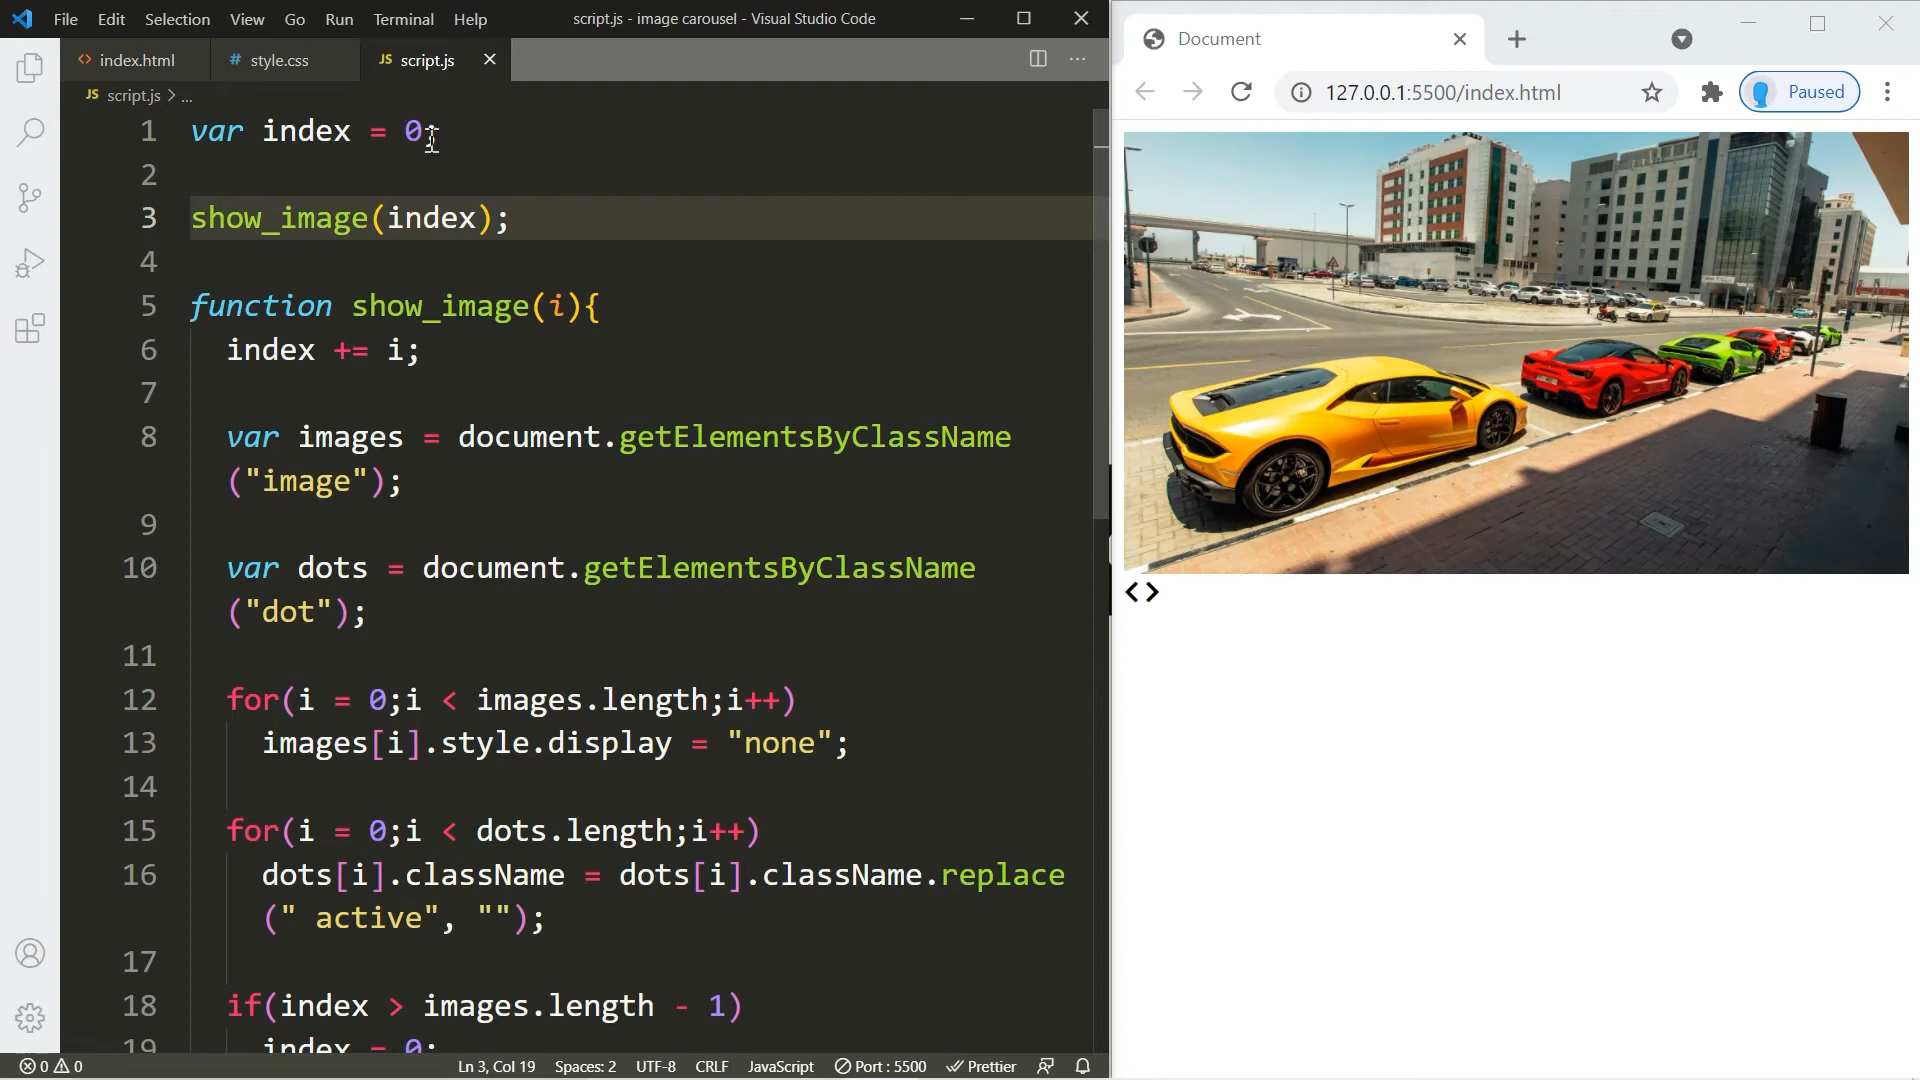 File Edit Selection View Go Run Terminal Help script.js - image carousel - Visual Studio Code
index.html style.css JS script.js
JS script.js > ...
1 var index = 0;
2
3 show_image(index);
4
5 function show_image(i){
6 index += i;
7
8 var images = document.getElementsByClassName
("image");
9
10 var dots = document.getElementsByClassName
("dot");
11
12 for(i = 0;i < images.length;i++)
13 images[i].style.display = "none";
14
15 for(i = 0;i < dots.length;i++)
16 dots[i].className = dots[i].className.replace
(" active", "");
17
18 if(index > images.length - 1)
19 index = 0;
0 0 Ln 3, Col 19 Spaces: 2 UTF-8 CRLF JavaScript Port : 5500 Prettier
Document
127.0.0.1:5500/index.html Paused